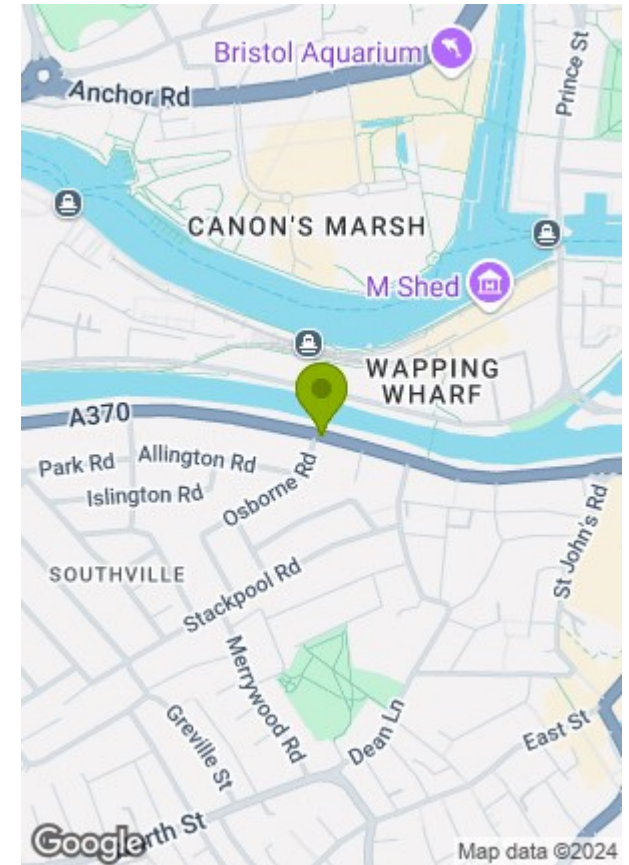 Bristol Aquarium
Prince St
Anchor Rd
CANON'S MARSH
M Shed
WAPPING
WHARF
A370
Park Rd
Allington Rd
Islington Rd
Osborne Rd
St John's Rd
SOUTHVILLE
Stackpool Rd
Merrywood Rd
Greville St
Dean Ln
East St
North St
Google
Map data ©2024